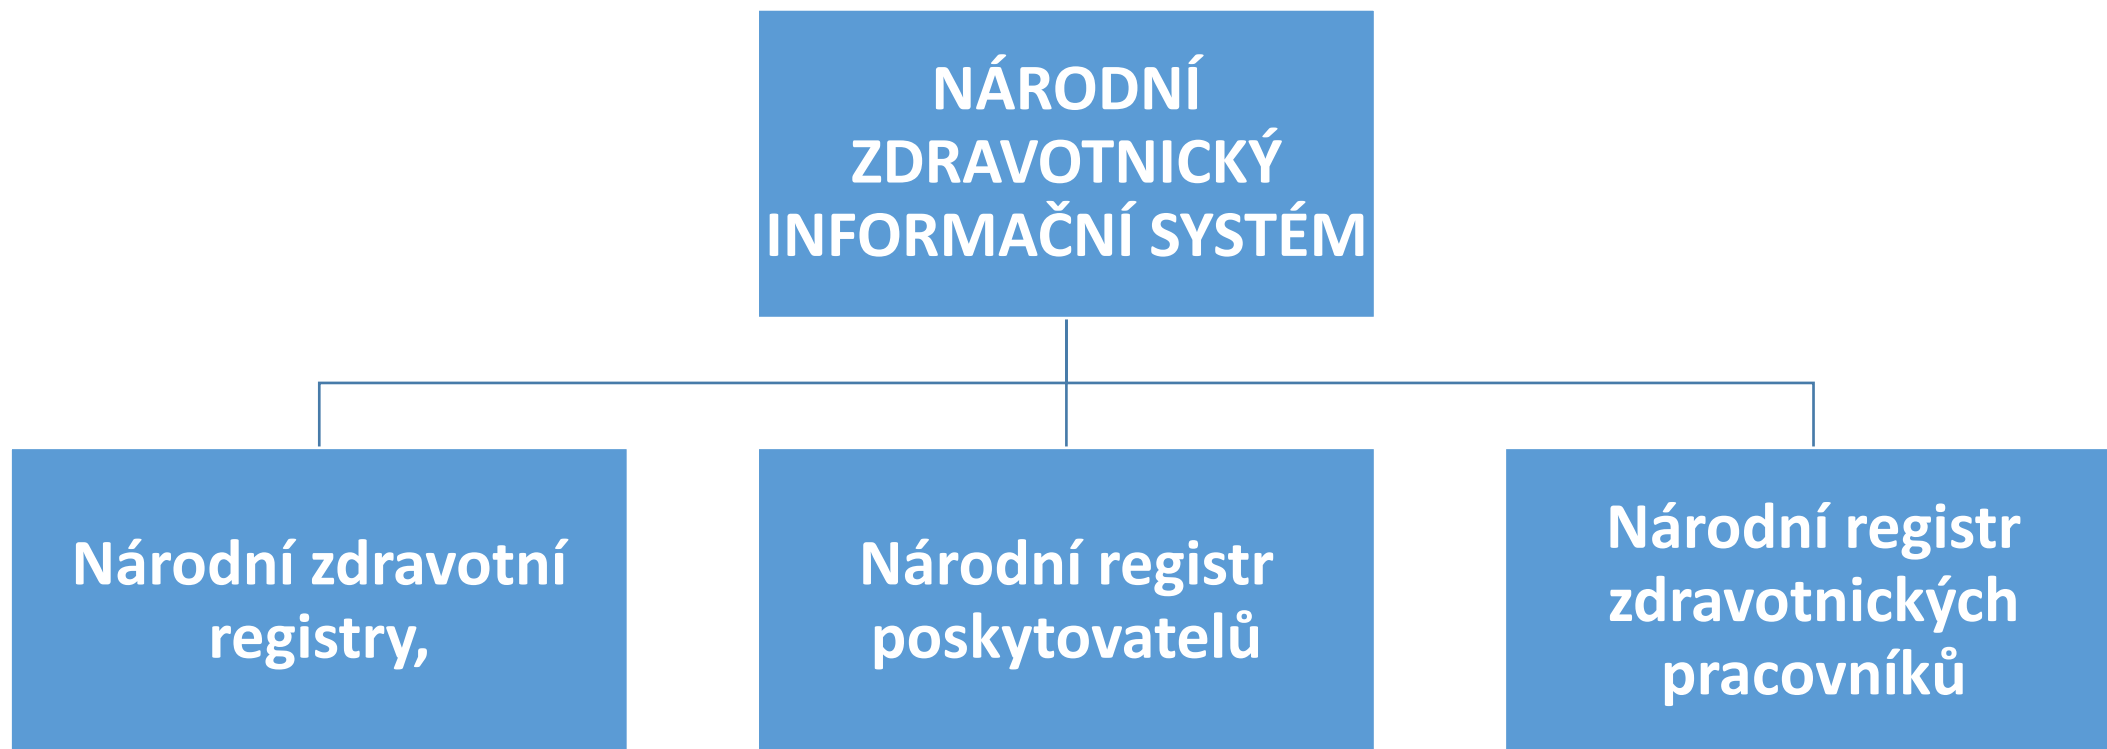 NÁRODNÍ
ZDRAVOTNICKÝ
INFORMAČNÍ SYSTÉM
Národní zdravotní
registry,
Národní registr
poskytovatelů
Národní registr
zdravotnických
pracovníků